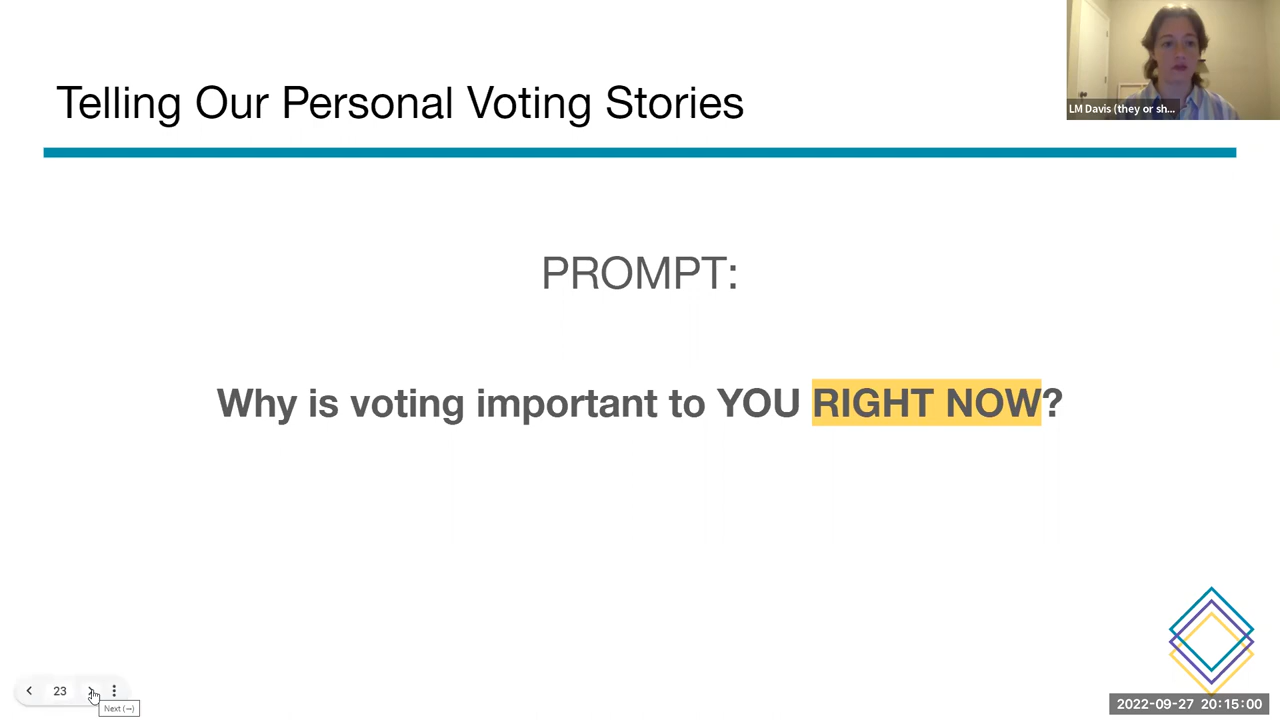 Telling Our Personal Voting Stories
LM Davis (they or sh...
PROMPT:
Why is voting important to YOU RIGHT NOW?
23
Next (→)
2022-09-27 20:15:00